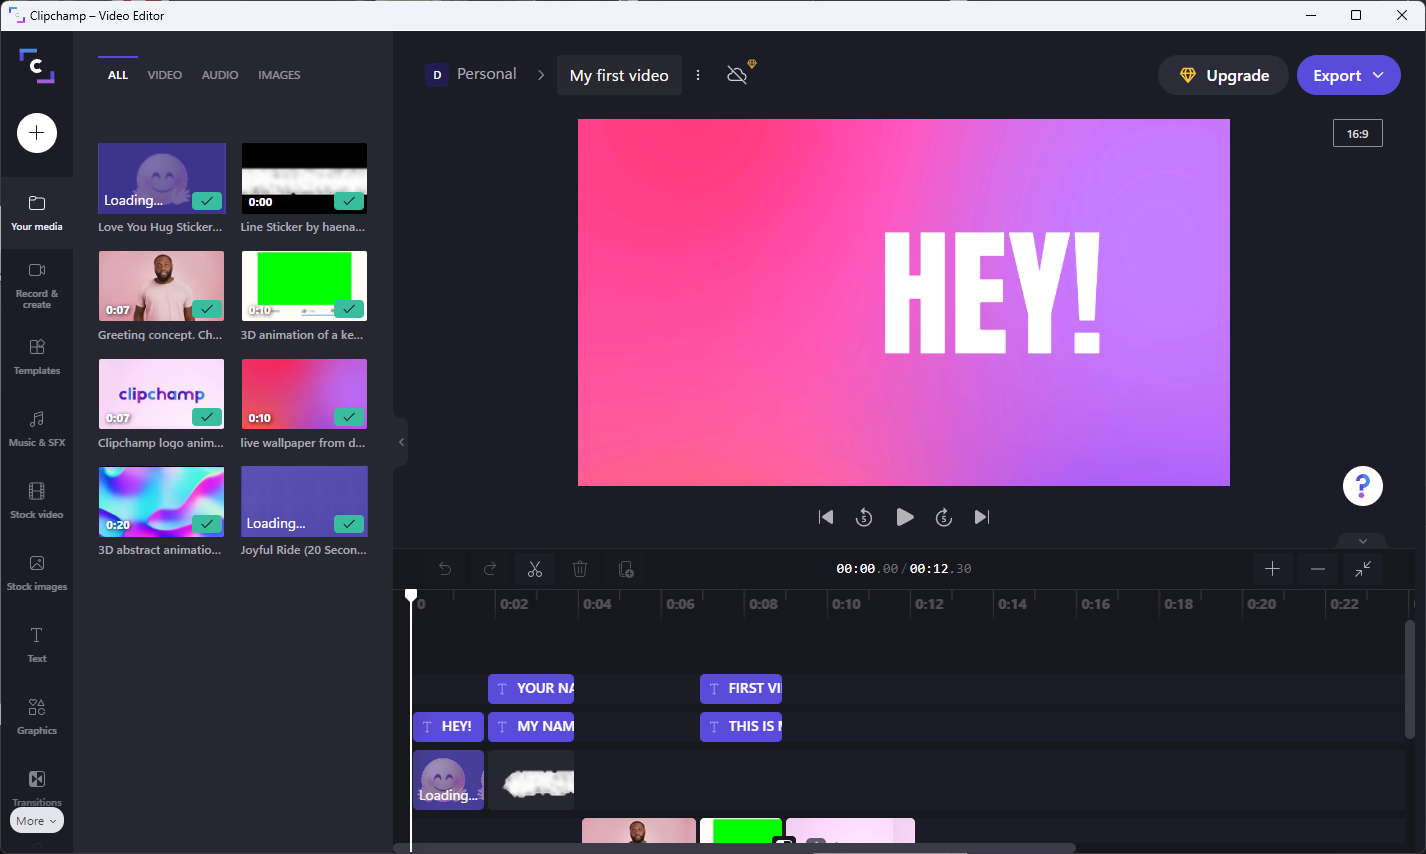 Clipchamp – Video Editor
C
Your media
Record &
create
Templates
Music & SFX
Stock video
Stock images
Text
Graphics
Transitions
More
ALL VIDEO AUDIO IMAGES
Loading...
Love You Hug Sticker...
0:00
Line Sticker by haena...
0:07
Greeting concept. Ch...
0:10
3D animation of a ke...
clipchamp
0:07
Clipchamp logo anim...
0:10
live wallpaper from d...
0:20
3D abstract animatio...
Loading...
Joyful Ride (20 Secon...
D Personal My first video
Upgrade Export
16:9
HEY!
5 5
?
00:00.00 / 00:12.30
0 0:02 0:04 0:06 0:08 0:10 0:12 0:14 0:16 0:18 0:20 0:22
T YOUR NA T FIRST VI
T HEY! T MY NAM T THIS IS M
Loading...